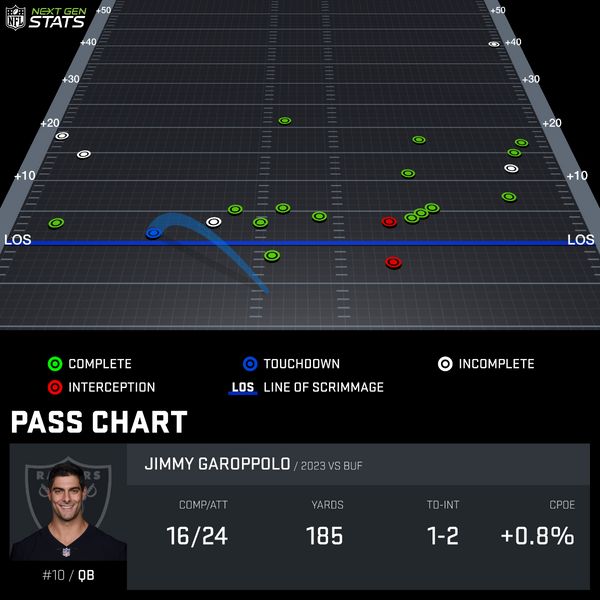 NFL NEXT GEN STATS
+50 +50
+40 +40
+30 +30
+20 +20
+10 +10
LOS LOS
COMPLETE TOUCHDOWN INCOMPLETE
INTERCEPTION LOS LINE OF SCRIMMAGE
PASS CHART
RAIDERS
JIMMY GAROPPOLO / 2023 VS BUF
COMP/ATT YARDS TD-INT CPOE
16/24 185 1-2 +0.8%
#10 / QB